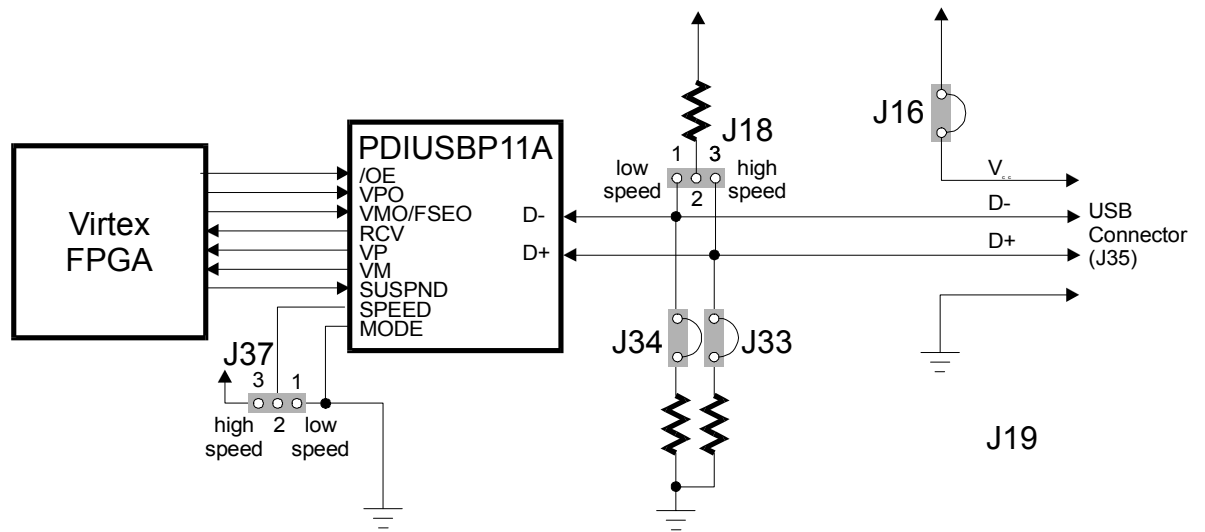 Virtex
FPGA
PDIUSBP11A
/OE
VPO
VMO/FSEO
RCV
VP
VM
SUSPND
SPEED
MODE
D-
D+
J37
3 1
2
high
speed
low
speed
J18
1 3
2
low
speed
high
speed
J34
J33
J16
Vcc
D-
D+
USB
Connector
(J35)
J19